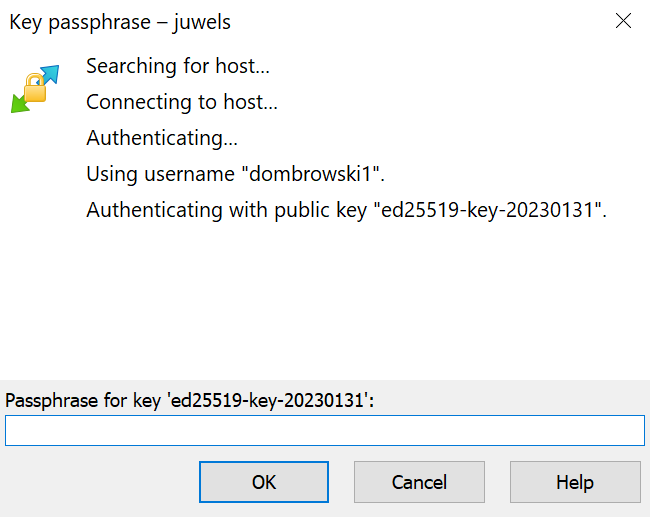 Key passphrase – juwels
Searching for host...
Connecting to host...
Authenticating...
Using username "dombrowski1".
Authenticating with public key "ed25519-key-20230131".
Passphrase for key 'ed25519-key-20230131':
OK
Cancel
Help